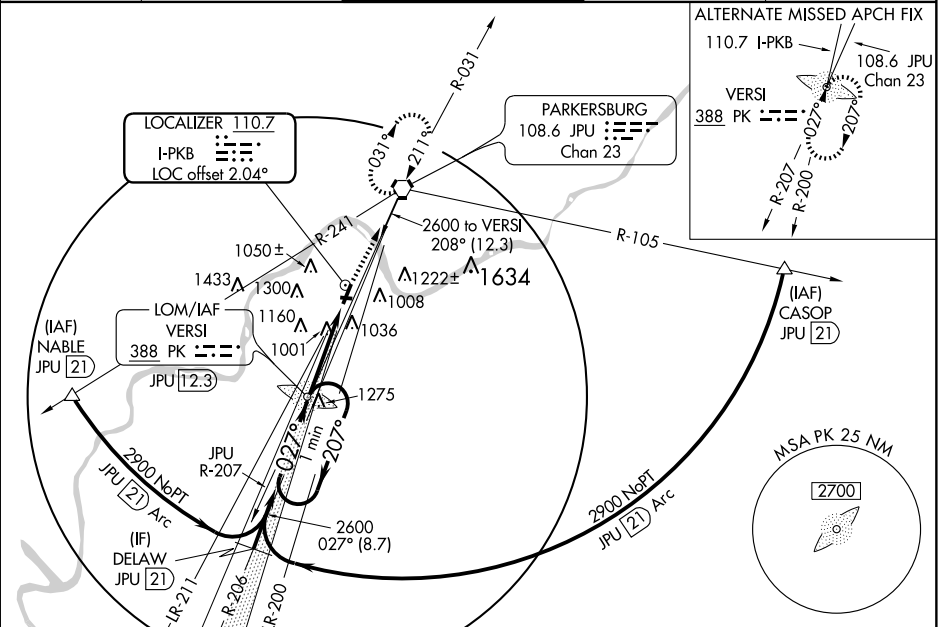 ALTERNATE MISSED APCH FIX
110.7 I-PKB
108.6 JPU
Chan 23
VERSI
388 PK
027°
207°
R-207
R-200
R-031
LOCALIZER 110.7
I-PKB
LOC offset 2.04°
031°
211°
PARKERSBURG
108.6 JPU
Chan 23
2600 to VERSI
208° (12.3)
R-241
R-105
1050 ±
1433
1300
1222±
1634
1008
1160
1036
1001
1275
LOM/IAF
VERSI
388 PK
JPU 12.3
(IAF)
NABLE
JPU 21
(IAF)
CASOP
JPU 21
JPU
R-207
027°
1 min
207°
2900 NoPT
JPU 21 Arc
2900 NoPT
JPU 21 Arc
2600
027° (8.7)
(IF)
DELAW
JPU 21
LR-211
R-206
LR-200
MSA PK 25 NM
2700